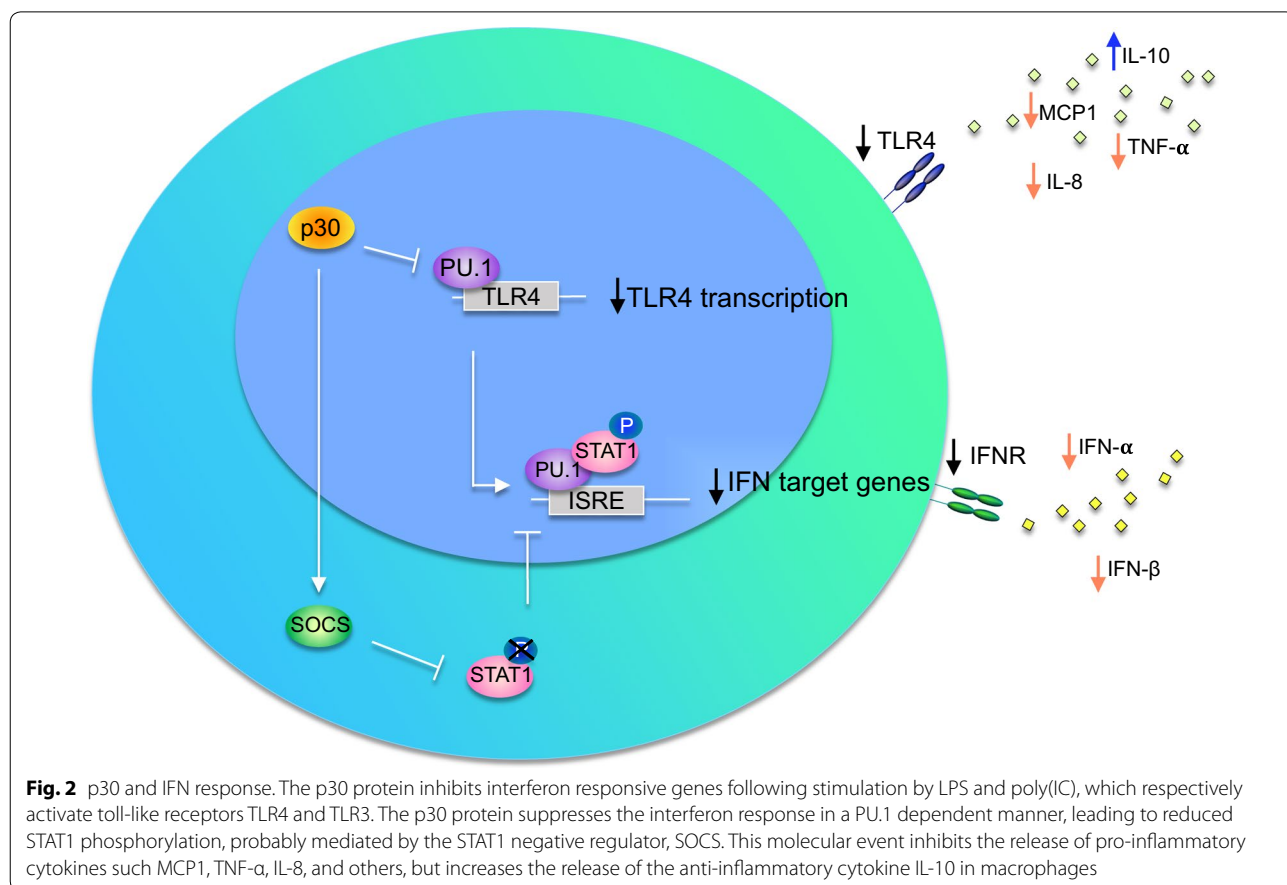 IL-10
MCP1
TNF-α
IL-8
TLR4
p30
PU.1
TLR4
TLR4 transcription
P
STAT1
PU.1
ISRE
IFN target genes
IFNR
IFN-α
IFN-β
SOCS
P
STAT1
Fig. 2 p30 and IFN response. The p30 protein inhibits interferon responsive genes following stimulation by LPS and poly(IC), which respectively
activate toll-like receptors TLR4 and TLR3. The p30 protein suppresses the interferon response in a PU.1 dependent manner, leading to reduced
STAT1 phosphorylation, probably mediated by the STAT1 negative regulator, SOCS. This molecular event inhibits the release of pro-inflammatory
cytokines such MCP1, TNF-α, IL-8, and others, but increases the release of the anti-inflammatory cytokine IL-10 in macrophages